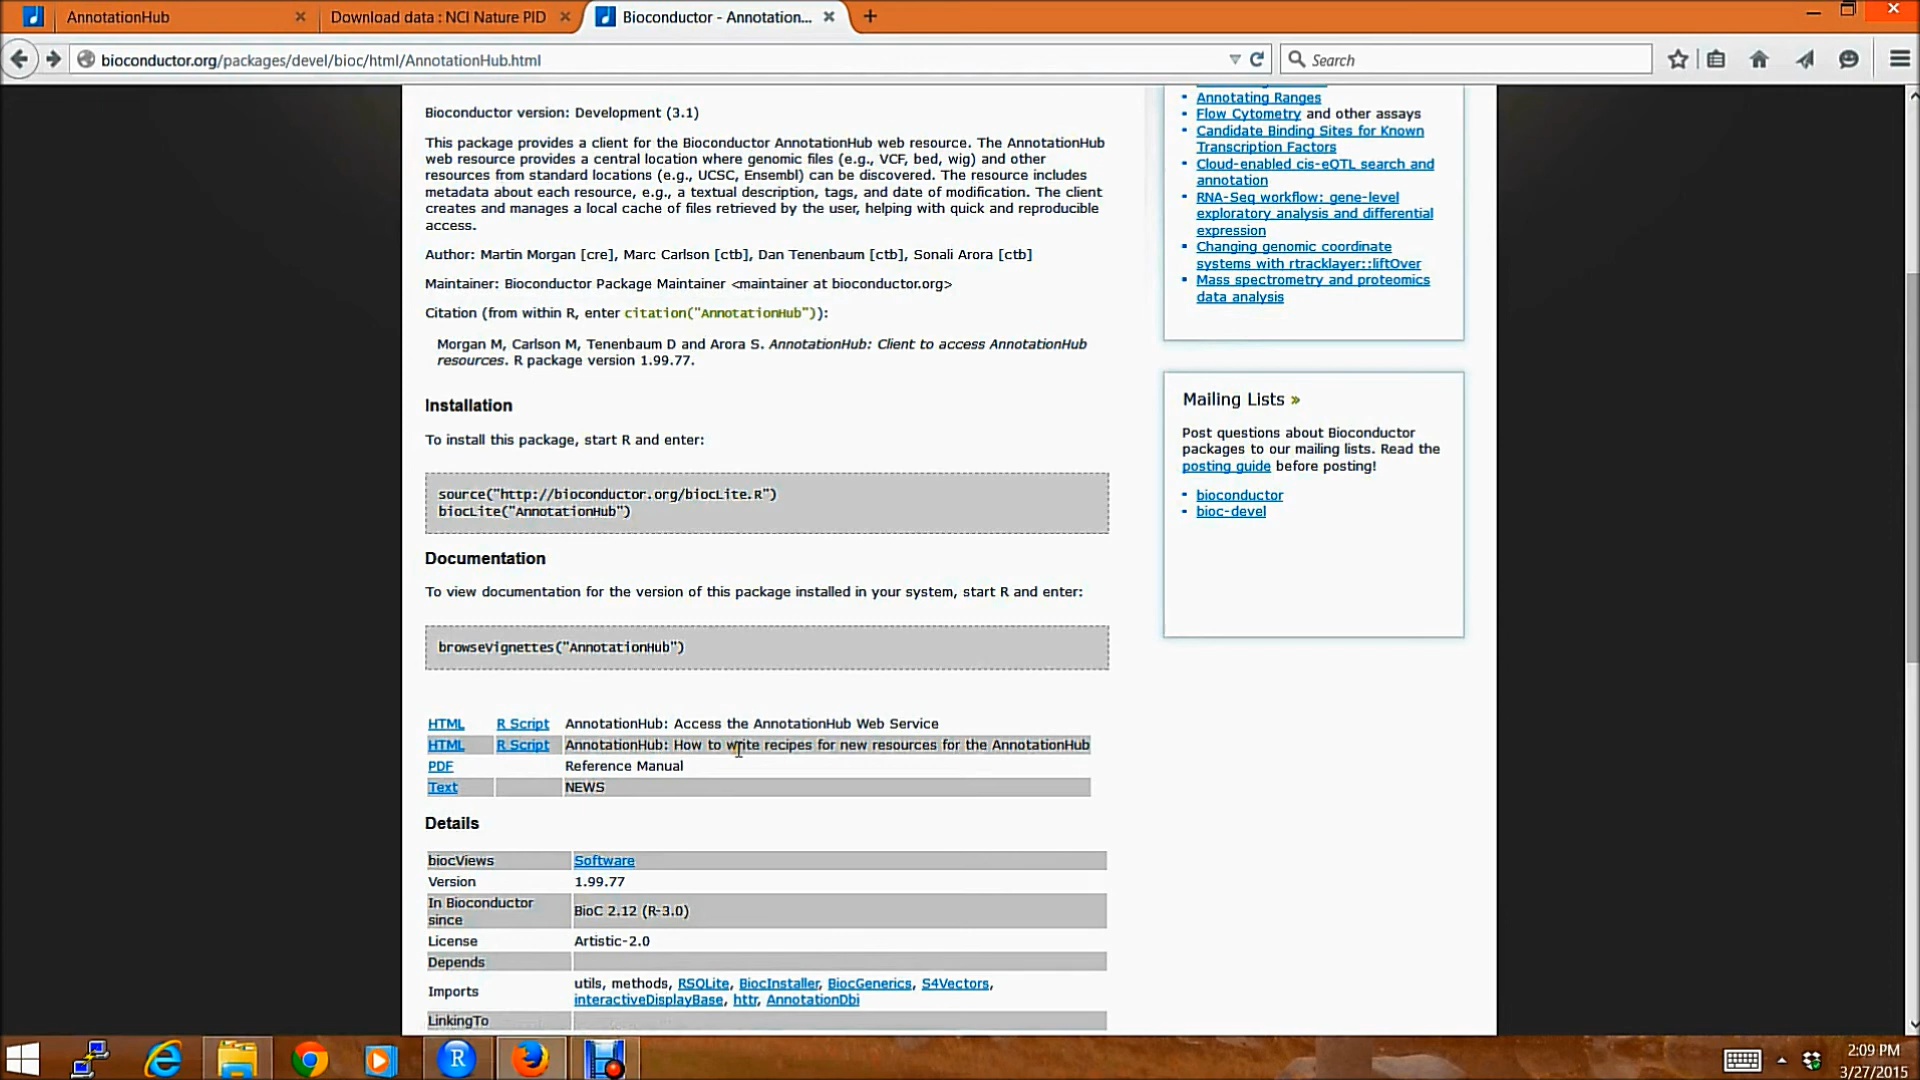 AnnotationHub
Download data : NCI Nature PID
Bioconductor - Annotation...
bioconductor.org/packages/devel/bioc/html/AnnotationHub.html
Search
Bioconductor version: Development (3.1)
This package provides a client for the Bioconductor AnnotationHub web resource. The AnnotationHub
web resource provides a central location where genomic files (e.g., VCF, bed, wig) and other
resources from standard locations (e.g., UCSC, Ensembl) can be discovered. The resource includes
metadata about each resource, e.g., a textual description, tags, and date of modification. The client
creates and manages a local cache of files retrieved by the user, helping with quick and reproducible
access.
Author: Martin Morgan [cre], Marc Carlson [ctb], Dan Tenenbaum [ctb], Sonali Arora [ctb]
Maintainer: Bioconductor Package Maintainer <maintainer at bioconductor.org>
Citation (from within R, enter citation("AnnotationHub")):
Morgan M, Carlson M, Tenenbaum D and Arora S. AnnotationHub: Client to access AnnotationHub
resources. R package version 1.99.77.
Installation
To install this package, start R and enter:
source("http://bioconductor.org/biocLite.R")
biocLite("AnnotationHub")
Documentation
To view documentation for the version of this package installed in your system, start R and enter:
browseVignettes("AnnotationHub")
HTML R Script AnnotationHub: Access the AnnotationHub Web Service
HTML R Script AnnotationHub: How to write recipes for new resources for the AnnotationHub
PDF Reference Manual
Text NEWS
Details
biocViews Software
Version 1.99.77
In Bioconductor
since BioC 2.12 (R-3.0)
License Artistic-2.0
Depends
Imports utils, methods, RSQLite, BiocInstaller, BiocGenerics, S4Vectors,
interactiveDisplayBase, httr, AnnotationDbi
LinkingTo
Annotating Ranges
Flow Cytometry and other assays
Candidate Binding Sites for Known
Transcription Factors
Cloud-enabled cis-eQTL search and
annotation
RNA-Seq workflow: gene-level
exploratory analysis and differential
expression
Changing genomic coordinate
systems with rtracklayer::liftOver
Mass spectrometry and proteomics
data analysis
Mailing Lists »
Post questions about Bioconductor
packages to our mailing lists. Read the
posting guide before posting!
bioconductor
bioc-devel
R
2:09 PM
3/27/2015